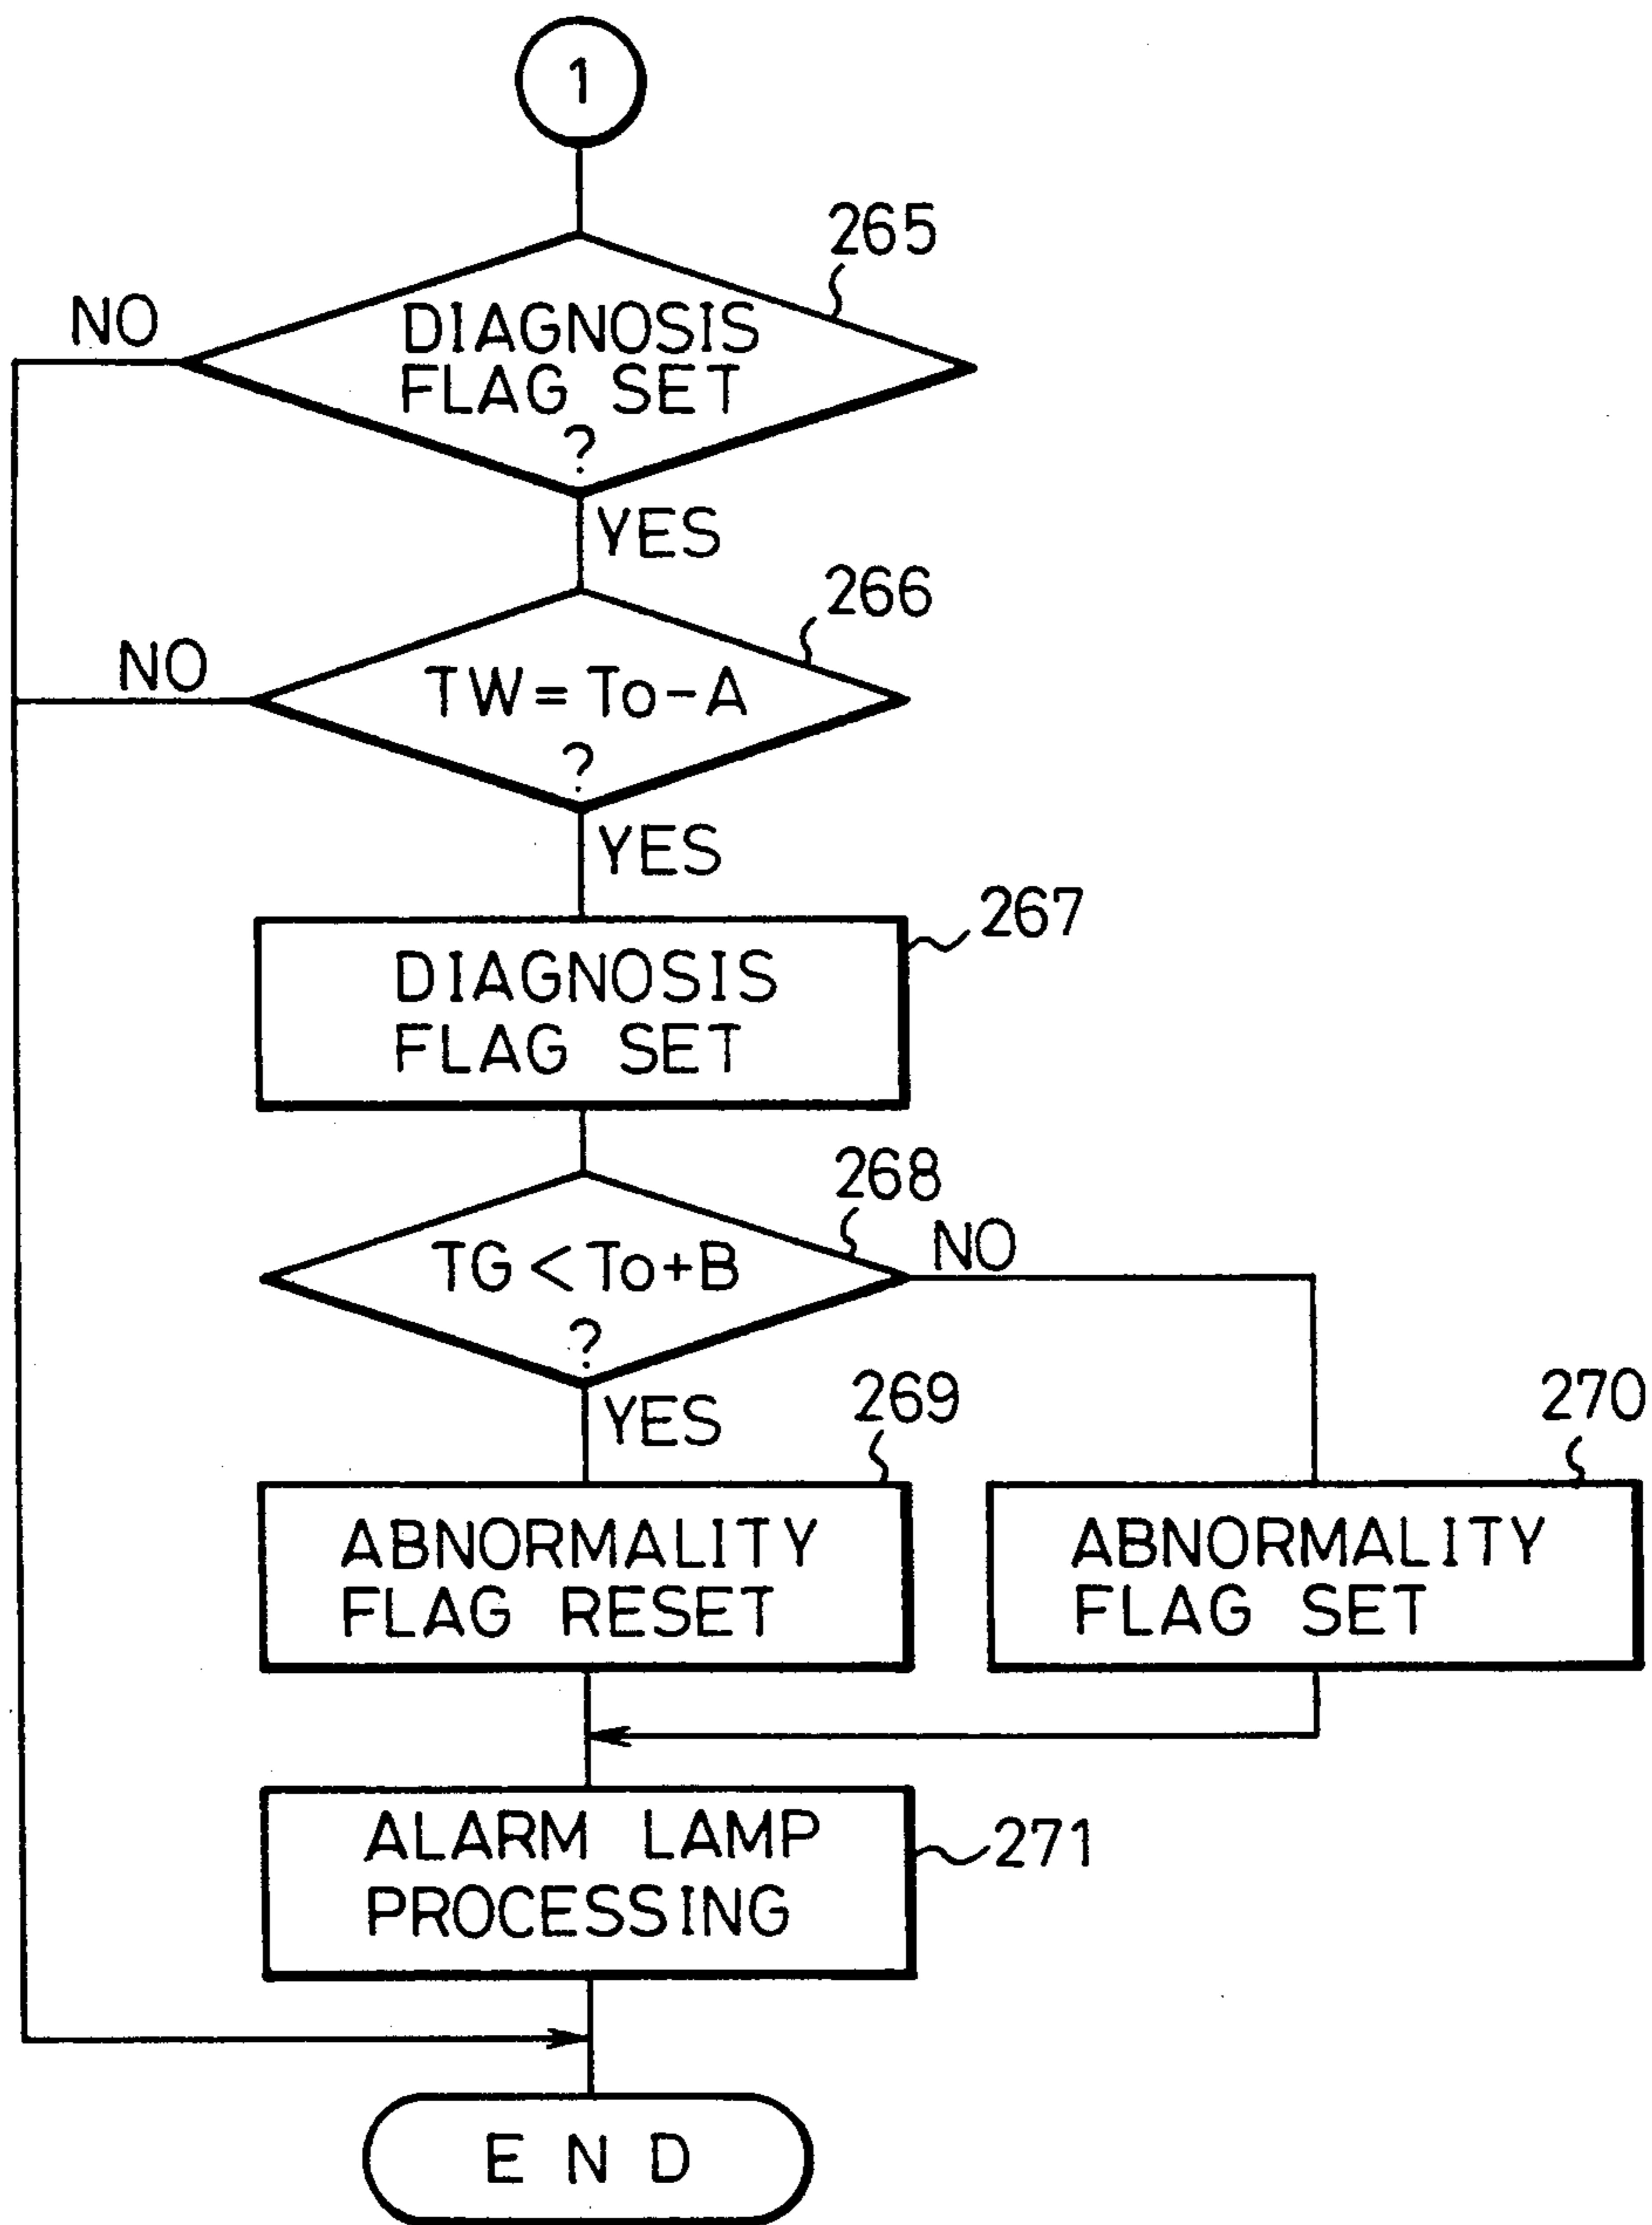 1
265
NO
DIAGNOSIS
FLAG SET
?
YES
266
NO
TW = To - A
?
YES
267
DIAGNOSIS
FLAG SET
268
TG < To + B
?
NO
YES
269
270
ABNORMALITY
FLAG RESET
ABNORMALITY
FLAG SET
ALARM LAMP
PROCESSING
271
END